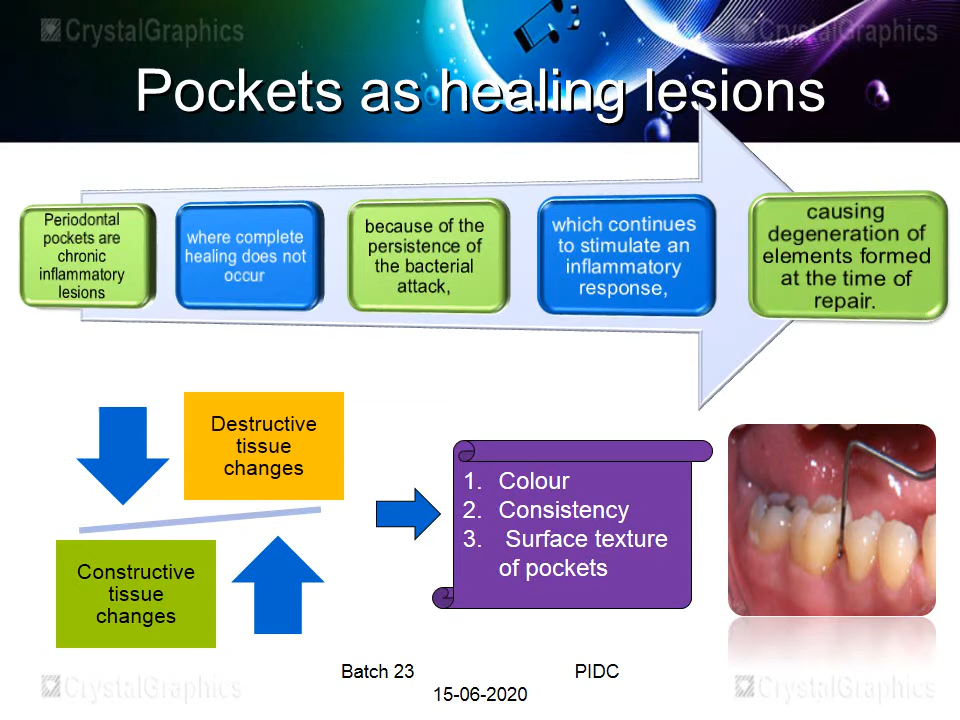 CrystalGraphics
CrystalGraphics
Pockets as healing lesions
Periodontal
pockets are
chronic
inflammatory
lesions
where complete
healing does not
occur
because of the
persistence of
the bacterial
attack,
which continues
to stimulate an
inflammatory
response,
causing
degeneration of
elements formed
at the time of
repair.
Destructive
tissue
changes
Constructive
tissue
changes
1. Colour
2. Consistency
3. Surface texture
of pockets
Batch 23
PIDC
15-06-2020
CrystalGraphics
CrystalGraphics